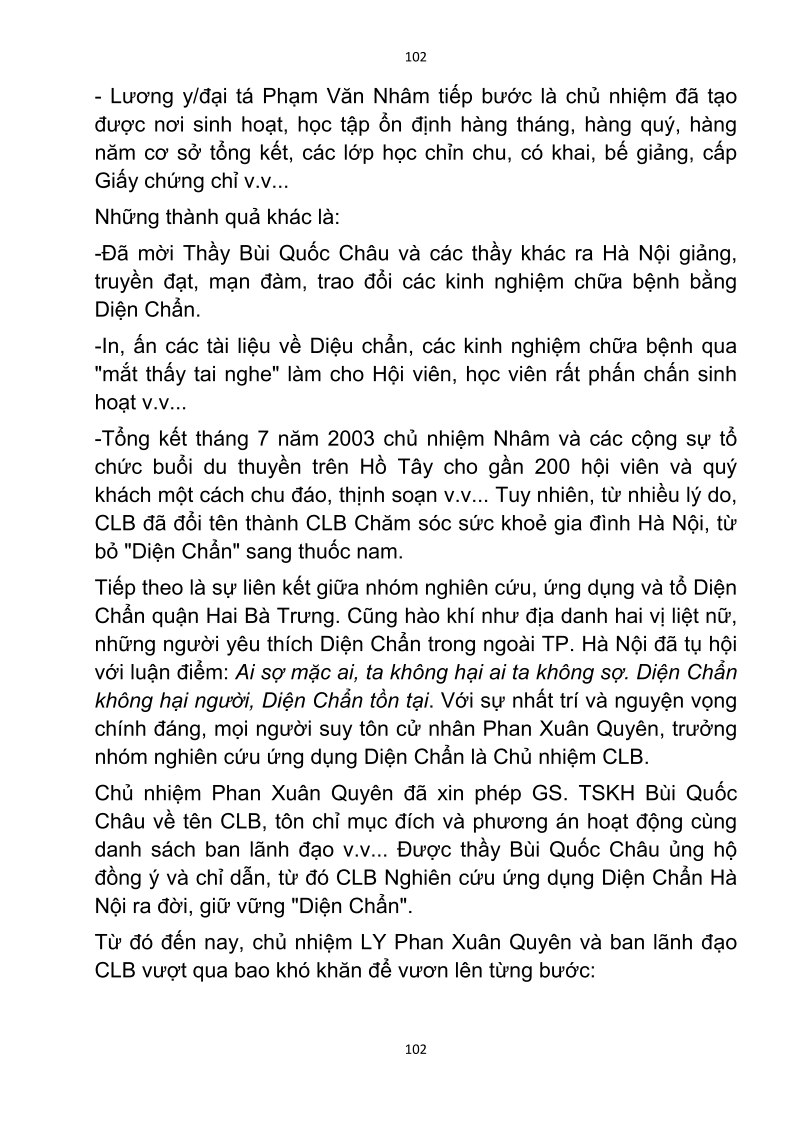 102
- Lương y/đại tá Phạm Văn Nhâm tiếp bước là chủ nhiệm đã tạo
được nơi sinh hoạt, học tập ổn định hàng tháng, hàng quý, hàng
năm cơ sở tổng kết, các lớp học chỉn chu, có khai, bế giảng, cấp
Giấy chứng chỉ v.v...
Những thành quả khác là:
-Đã mời Thầy Bùi Quốc Châu và các thầy khác ra Hà Nội giảng,
truyền đạt, mạn đàm, trao đổi các kinh nghiệm chữa bệnh bằng
Diện Chẩn.
-In, ấn các tài liệu về Diệu chẩn, các kinh nghiệm chữa bệnh qua
"mắt thấy tai nghe" làm cho Hội viên, học viên rất phấn chấn sinh
hoạt v.v...
-Tổng kết tháng 7 năm 2003 chủ nhiệm Nhâm và các cộng sự tổ
chức buổi du thuyền trên Hồ Tây cho gần 200 hội viên và quý
khách một cách chu đáo, thịnh soạn v.v... Tuy nhiên, từ nhiều lý do,
CLB đã đổi tên thành CLB Chăm sóc sức khoẻ gia đình Hà Nội, từ
bỏ "Diện Chẩn" sang thuốc nam.
Tiếp theo là sự liên kết giữa nhóm nghiên cứu, ứng dụng và tổ Diện
Chẩn quận Hai Bà Trưng. Cũng hào khí như địa danh hai vị liệt nữ,
những người yêu thích Diện Chẩn trong ngoài TP. Hà Nội đã tụ hội
với luận điểm: Ai sợ mặc ai, ta không hại ai ta không sợ. Diện Chẩn
không hại người, Diện Chẩn tồn tại. Với sự nhất trí và nguyện vọng
chính đáng, mọi người suy tôn cử nhân Phan Xuân Quyên, trưởng
nhóm nghiên cứu ứng dụng Diện Chẩn là Chủ nhiệm CLB.
Chủ nhiệm Phan Xuân Quyên đã xin phép GS. TSKH Bùi Quốc
Châu về tên CLB, tôn chỉ mục đích và phương án hoạt động cùng
danh sách ban lãnh đạo v.v... Được thầy Bùi Quốc Châu ủng hộ
đồng ý và chỉ dẫn, từ đó CLB Nghiên cứu ứng dụng Diện Chẩn Hà
Nội ra đời, giữ vững "Diện Chẩn".
Từ đó đến nay, chủ nhiệm LY Phan Xuân Quyên và ban lãnh đạo
CLB vượt qua bao khó khăn để vươn lên từng bước:
102